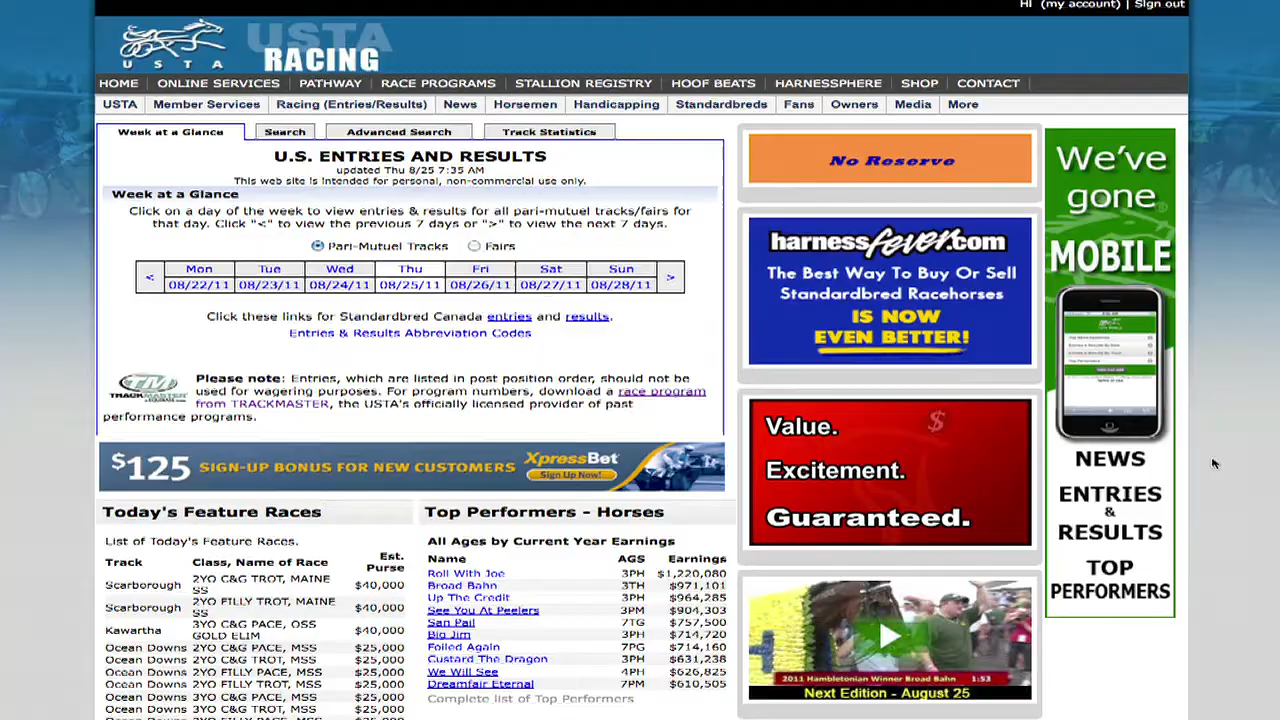 Hi (my account) | Sign out
USTA
USTA
RACING
HOME ONLINE SERVICES PATHWAY RACE PROGRAMS STALLION REGISTRY HOOF BEATS HARNESSPHERE SHOP CONTACT
USTA Member Services Racing (Entries/Results) News Horsemen Handicapping Standardbreds Fans Owners Media More
Week at a Glance Search Advanced Search Track Statistics
U.S. ENTRIES AND RESULTS
updated Thu 8/25 7:35 AM
This web site is intended for personal, non-commercial use only.
Week at a Glance
Click on a day of the week to view entries & results for all pari-mutuel tracks/fairs for
that day. Click "<" to view the previous 7 days or ">" to view the next 7 days.
Pari-Mutuel Tracks Fairs
< Mon Tue Wed Thu Fri Sat Sun >
08/22/11 08/23/11 08/24/11 08/25/11 08/26/11 08/27/11 08/28/11
Click these links for Standardbred Canada entries and results.
Entries & Results Abbreviation Codes
TM
TRACKMASTER
Please note: Entries, which are listed in post position order, should not be
used for wagering purposes. For program numbers, download a race program
from TRACKMASTER, the USTA's officially licensed provider of past
performance programs.
$125 SIGN-UP BONUS FOR NEW CUSTOMERS XpressBet
Sign Up Now!
Today's Feature Races
List of Today's Feature Races.
Track Class, Name of Race Est. Purse
Scarborough 2YO C&G TROT, MAINE SS $40,000
Scarborough 2YO FILLY TROT, MAINE SS $40,000
Kawartha 3YO C&G PACE, OSS GOLD ELIM $40,000
Ocean Downs 2YO C&G PACE, MSS $25,000
Ocean Downs 2YO C&G TROT, MSS $25,000
Ocean Downs 2YO FILLY PACE, MSS $25,000
Ocean Downs 2YO FILLY TROT, MSS $25,000
Ocean Downs 3YO C&G PACE, MSS $25,000
Ocean Downs 3YO C&G TROT, MSS $25,000
Ocean Downs 3YO FILLY PACE, MSS $25,000
Top Performers - Horses
All Ages by Current Year Earnings
Name AGS Earnings
Roll With Joe 3PH $1,220,080
Broad Bahn 3TH $971,101
Up The Credit 3PH $964,285
See You At Peelers 3PM $904,303
San Pail 7TG $757,500
Big Jim 3PH $714,720
Foiled Again 7PG $714,160
Custard The Dragon 3PH $631,238
We Will See 4PH $626,825
Dreamfair Eternal 7PM $610,505
Complete list of Top Performers
No Reserve
harnessfever.com
The Best Way To Buy Or Sell
Standardbred Racehorses
IS NOW
EVEN BETTER!
Value.
$
Excitement.
Guaranteed.
2011 Hambletonian Winner Broad Bahn 1:53
Next Edition - August 25
We've
gone
MOBILE
NEWS
ENTRIES
&
RESULTS
TOP
PERFORMERS